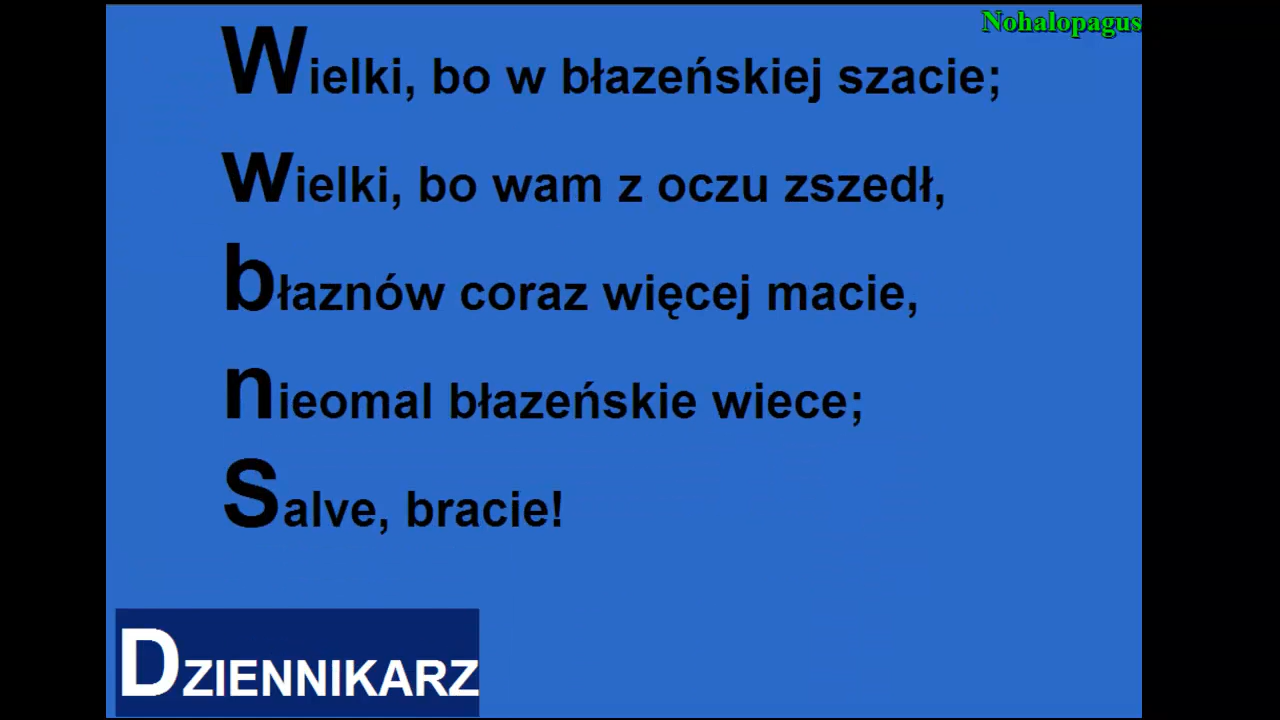 Nohalopagus
Wielki, bo w błazeńskiej szacie;
wielki, bo wam z oczu zszedł,
błaznów coraz więcej macie,
nieomal błazeńskie wiece;
Salve, bracie!
DZIENNIKARZ